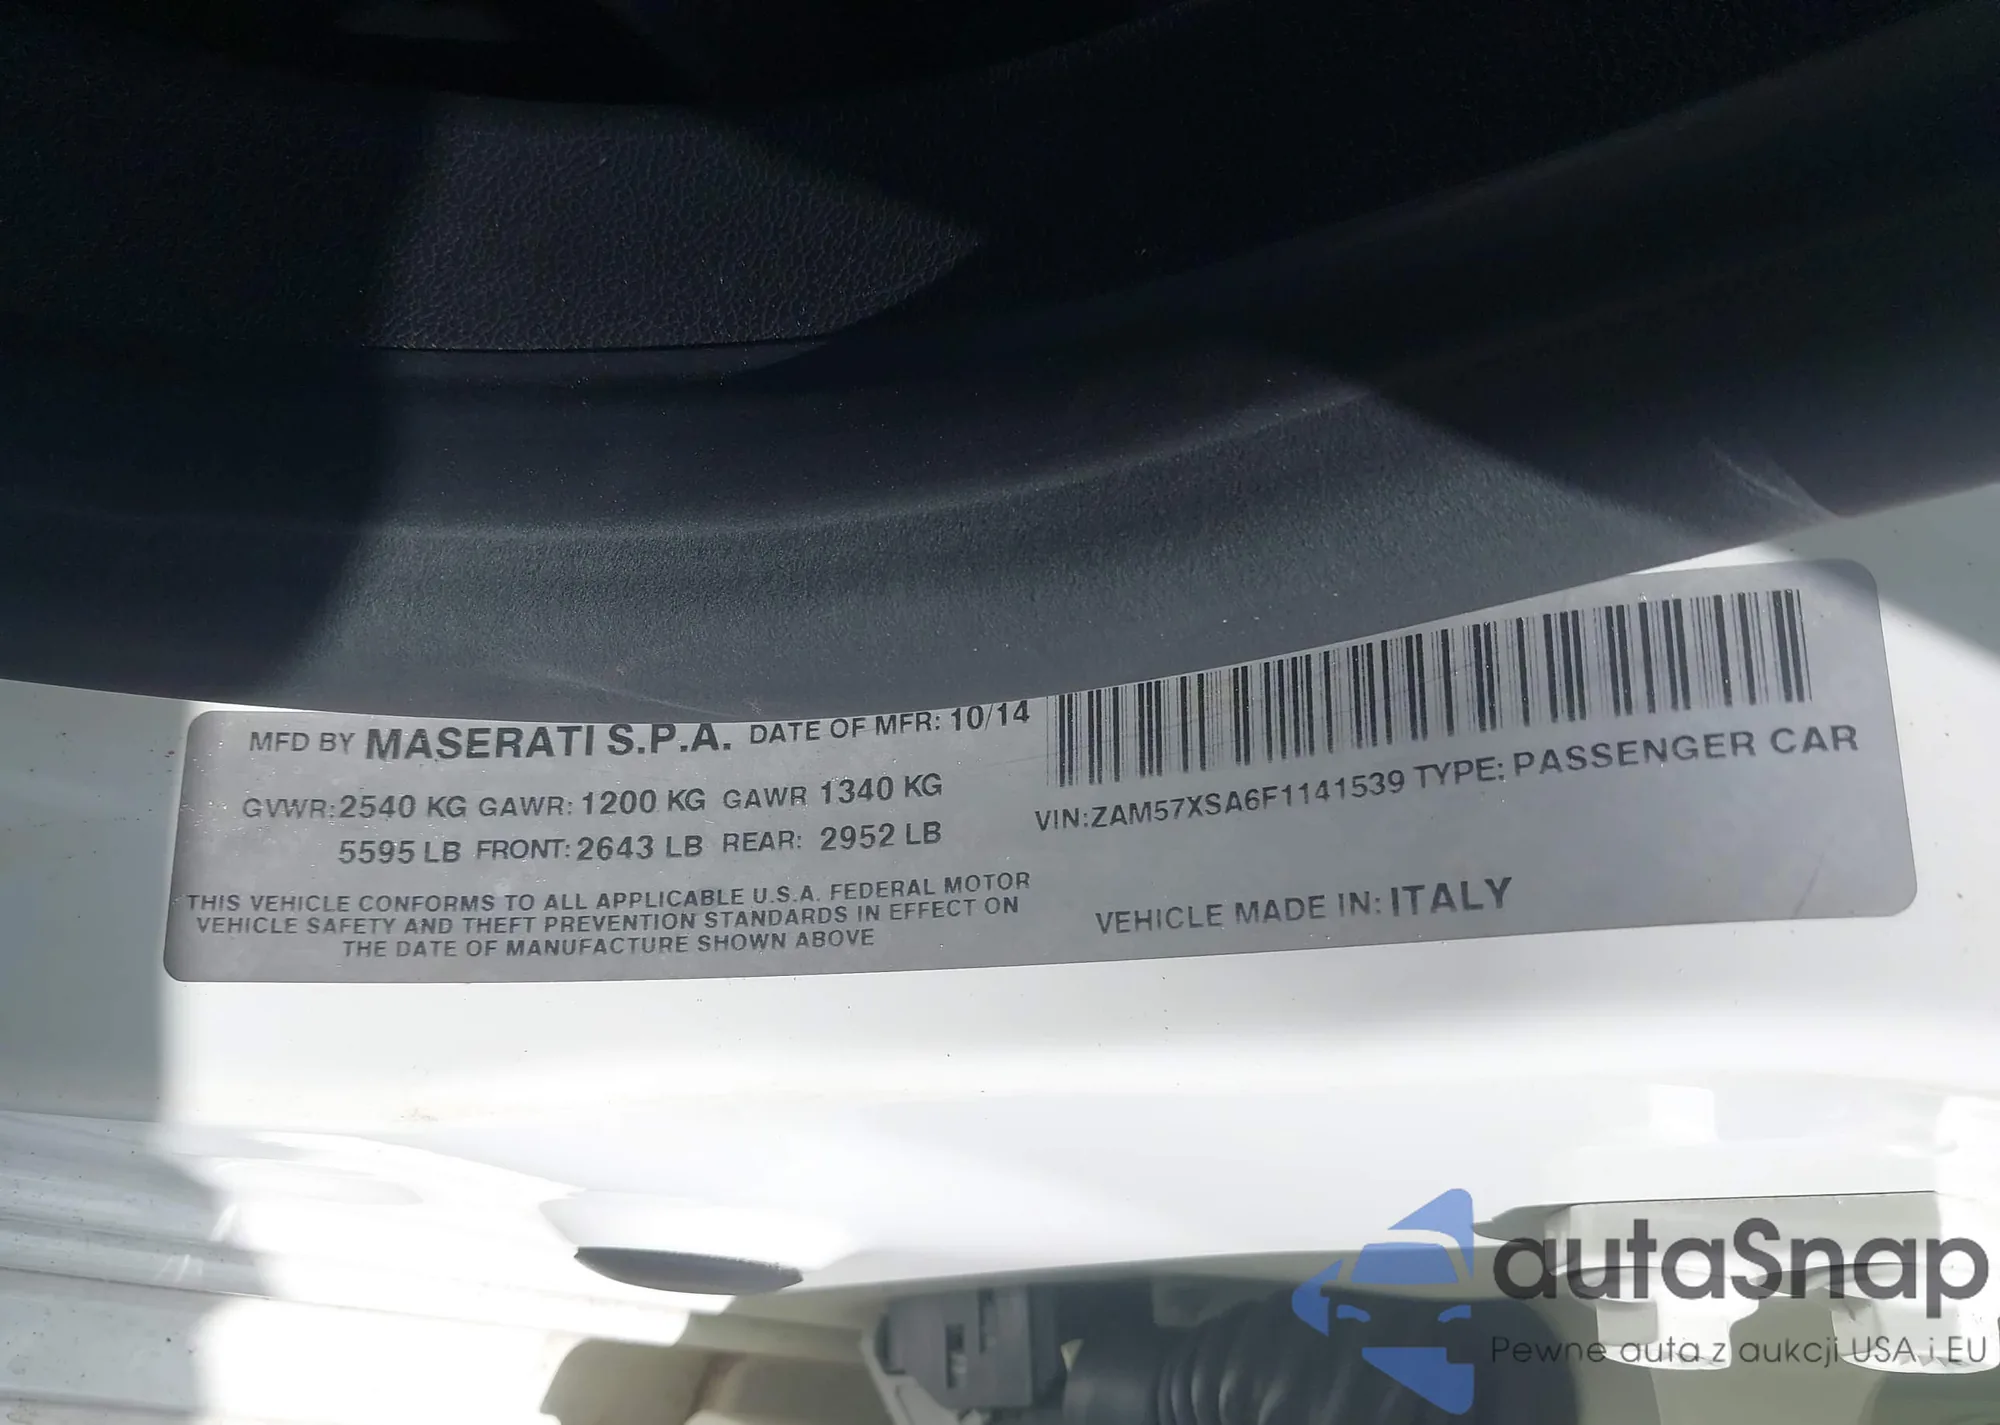 MFD BY MASERATI S.P.A. DATE OF MFR: 10/14
GVWR: 2540 KG GAWR: 1200 KG GAWR 1340 KG
5595 LB FRONT: 2643 LB REAR: 2952 LB
THIS VEHICLE CONFORMS TO ALL APPLICABLE U.S.A. FEDERAL MOTOR
VEHICLE SAFETY AND THEFT PREVENTION STANDARDS IN EFFECT ON
THE DATE OF MANUFACTURE SHOWN ABOVE
VIN:ZAM57XSA6F1141539 TYPE: PASSENGER CAR
VEHICLE MADE IN: ITALY
autaSnap
Pewne auta z aukcji USA i EU